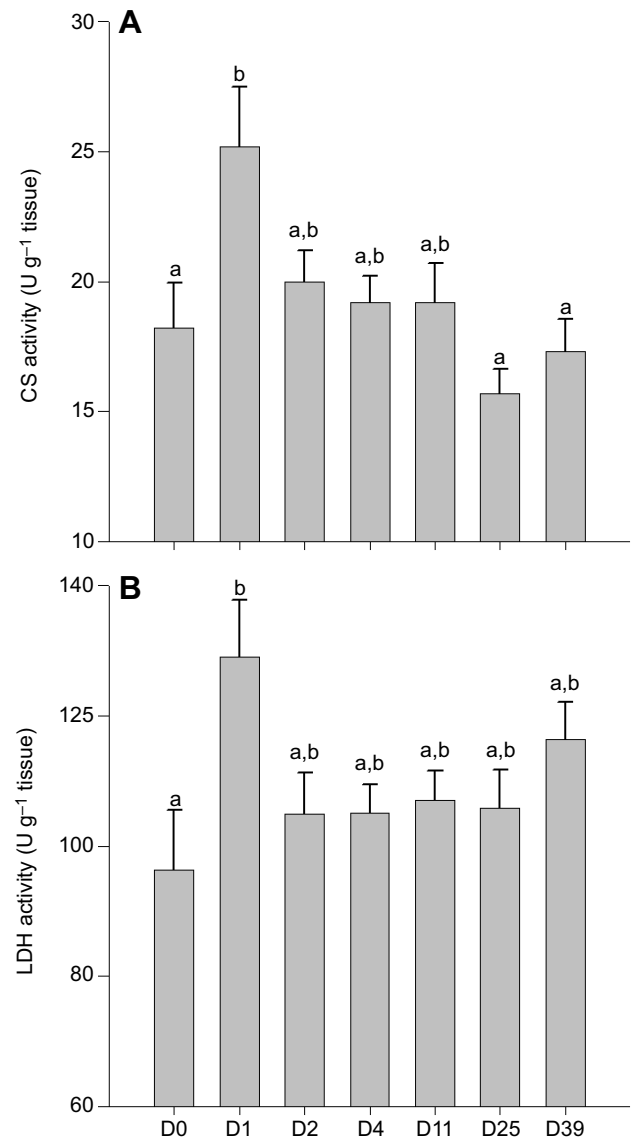 A
30
25
20
15
10
CS activity (U g⁻¹ tissue)
a
b
a,b
a,b
a,b
a
a
B
140
125
100
80
60
LDH activity (U g⁻¹ tissue)
a
b
a,b
a,b
a,b
a,b
a,b
D0 D1 D2 D4 D11 D25 D39